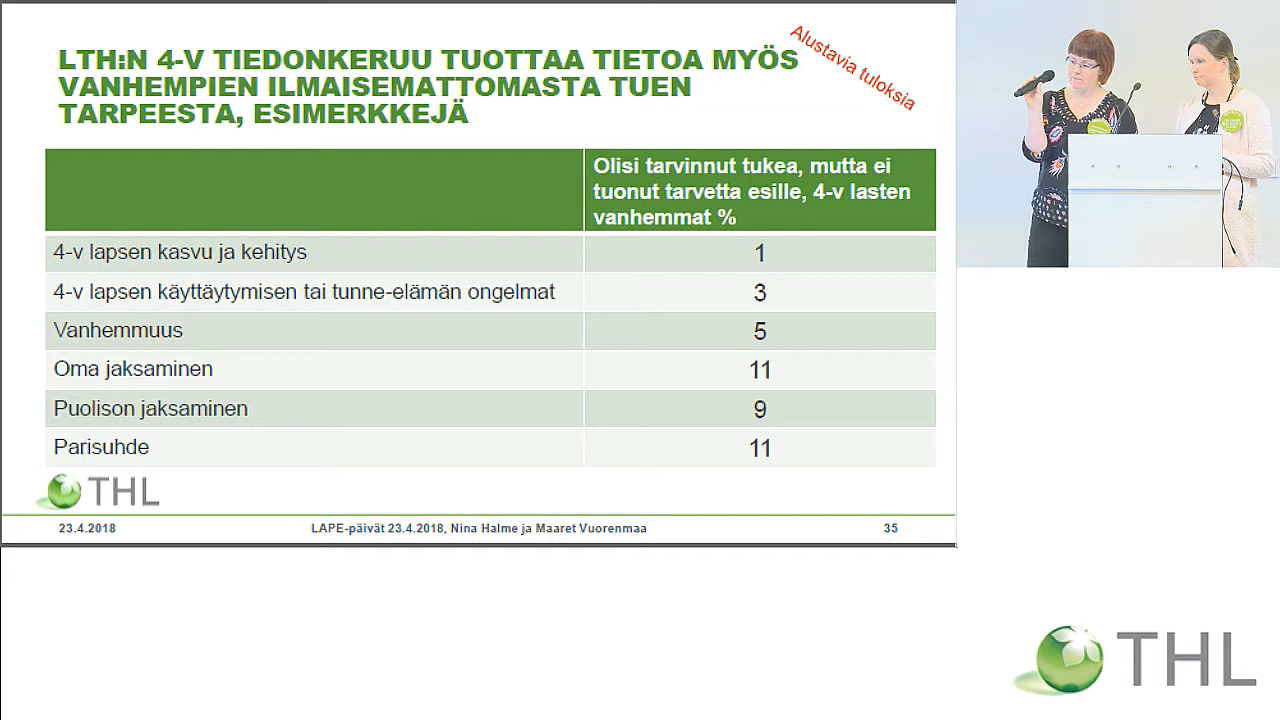 LTH:N 4-V TIEDONKERUU TUOTTAA TIETOA MYÖS
VANHEMPIEN ILMAISEMATTOMASTA TUEN
TARPEESTA, ESIMERKKEJÄ
Alustavia tuloksia
Olisi tarvinnut tukea, mutta ei
tuonut tarvetta esille, 4-v lasten
vanhemmat %
4-v lapsen kasvu ja kehitys 1
4-v lapsen käyttäytymisen tai tunne-elämän ongelmat 3
Vanhemmuus 5
Oma jaksaminen 11
Puolison jaksaminen 9
Parisuhde 11
THL
23.4.2018 LAPE-päivät 23.4.2018, Nina Halme ja Maaret Vuorenmaa 35
THL